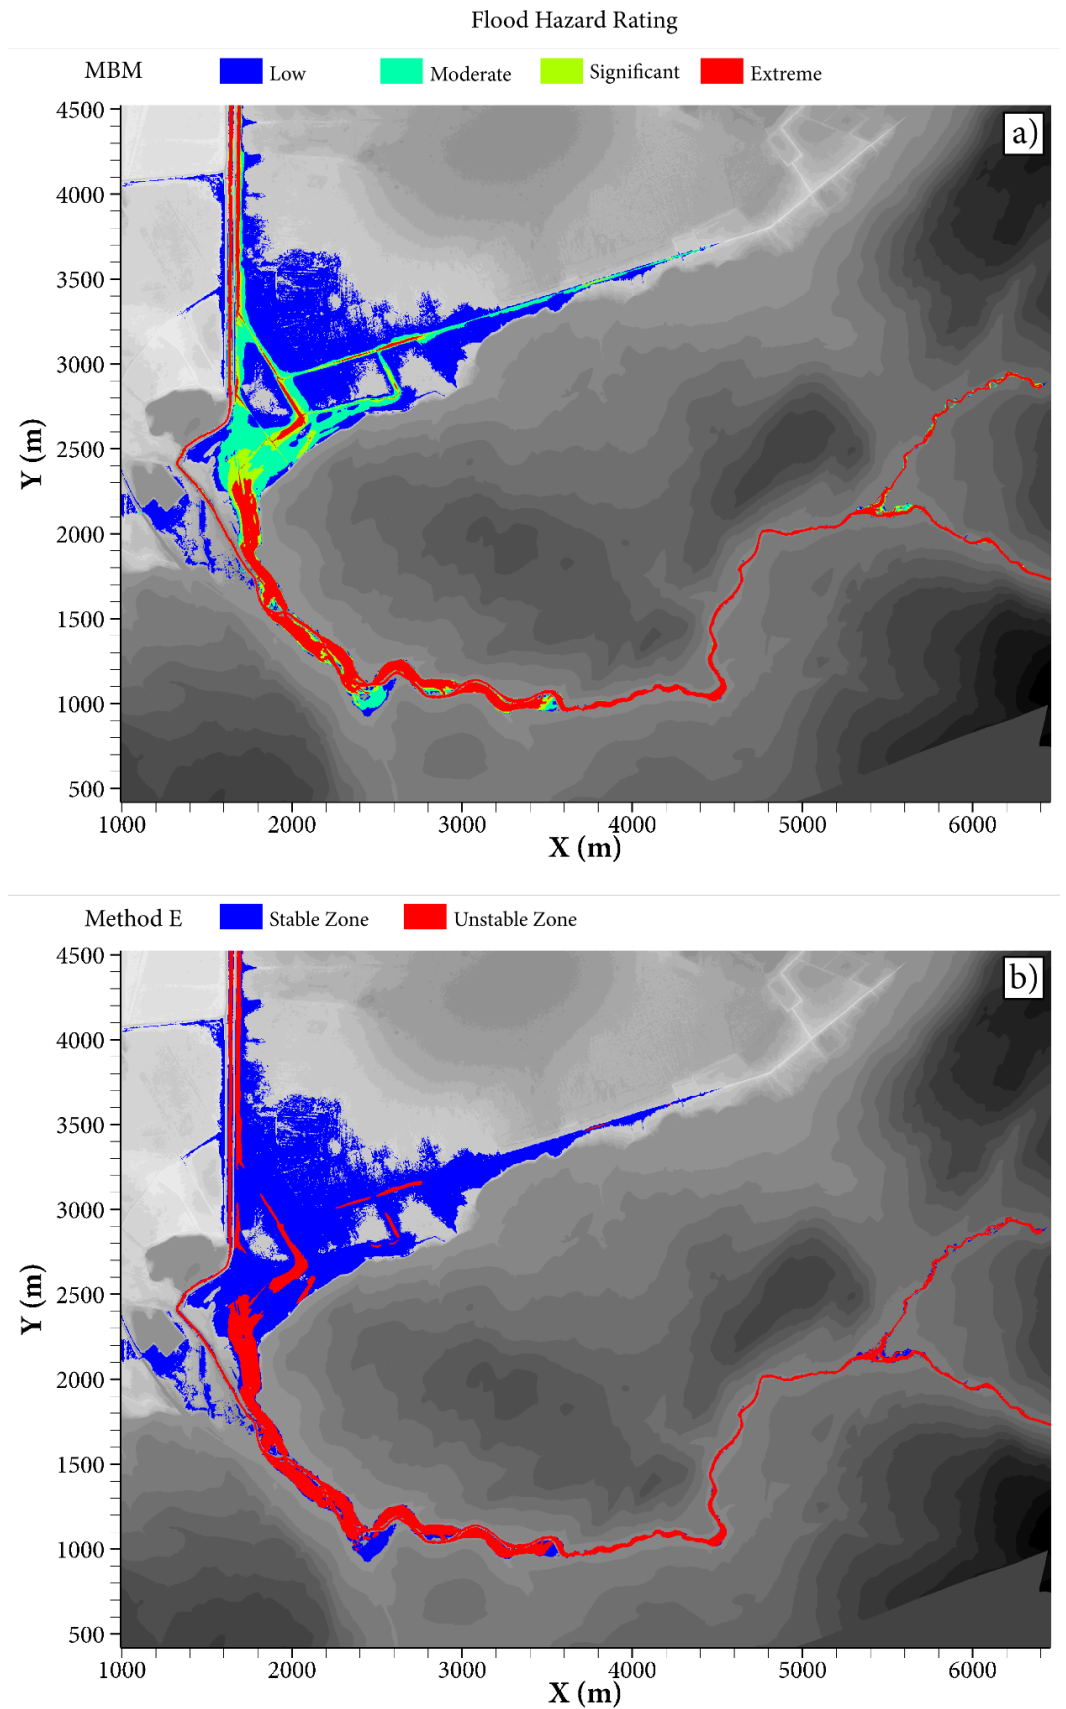 Flood Hazard Rating
MBM Low Moderate Significant Extreme
a)
4500
4000
3500
3000
2500
2000
1500
1000
500
Y (m)
1000 2000 3000 4000 5000 6000
X (m)
Method E Stable Zone Unstable Zone
b)
4500
4000
3500
3000
2500
2000
1500
1000
500
Y (m)
1000 2000 3000 4000 5000 6000
X (m)